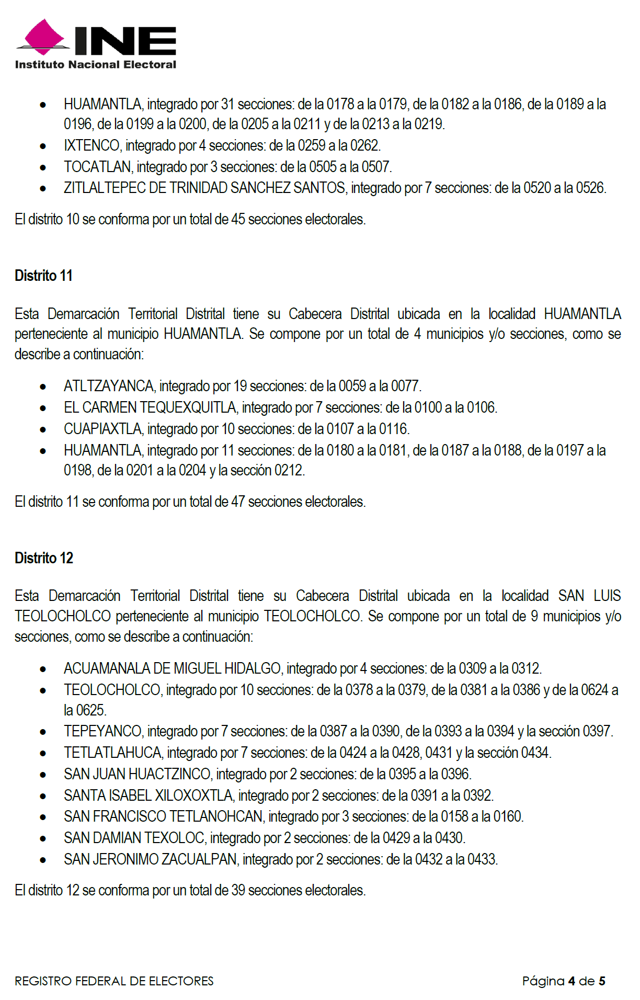 INE
Instituto Nacional Electoral
• HUAMANTLA, integrado por 31 secciones: de la 0178 a la 0179, de la 0182 a la 0186, de la 0189 a la
0196, de la 0199 a la 0200, de la 0205 a la 0211 y de la 0213 a la 0219.
• IXTENCO, integrado por 4 secciones: de la 0259 a la 0262.
• TOCATLAN, integrado por 3 secciones: de la 0505 a la 0507.
• ZITLALTEPEC DE TRINIDAD SANCHEZ SANTOS, integrado por 7 secciones: de la 0520 a la 0526.
El distrito 10 se conforma por un total de 45 secciones electorales.
Distrito 11
Esta Demarcación Territorial Distrital tiene su Cabecera Distrital ubicada en la localidad HUAMANTLA
perteneciente al municipio HUAMANTLA. Se compone por un total de 4 municipios y/o secciones, como se
describe a continuación:
• ATLTZAYANCA, integrado por 19 secciones: de la 0059 a la 0077.
• EL CARMEN TEQUEXQUITLA, integrado por 7 secciones: de la 0100 a la 0106.
• CUAPIAXTLA, integrado por 10 secciones: de la 0107 a la 0116.
• HUAMANTLA, integrado por 11 secciones: de la 0180 a la 0181, de la 0187 a la 0188, de la 0197 a la
0198, de la 0201 a la 0204 y la sección 0212.
El distrito 11 se conforma por un total de 47 secciones electorales.
Distrito 12
Esta Demarcación Territorial Distrital tiene su Cabecera Distrital ubicada en la localidad SAN LUIS
TEOLOCHOLCO perteneciente al municipio TEOLOCHOLCO. Se compone por un total de 9 municipios y/o
secciones, como se describe a continuación:
• ACUAMANALA DE MIGUEL HIDALGO, integrado por 4 secciones: de la 0309 a la 0312.
• TEOLOCHOLCO, integrado por 10 secciones: de la 0378 a la 0379, de la 0381 a la 0386 y de la 0624 a
la 0625.
• TEPEYANCO, integrado por 7 secciones: de la 0387 a la 0390, de la 0393 a la 0394 y la sección 0397.
• TETLATLAHUCA, integrado por 7 secciones: de la 0424 a la 0428, 0431 y la sección 0434.
• SAN JUAN HUACTZINCO, integrado por 2 secciones: de la 0395 a la 0396.
• SANTA ISABEL XILOXOXTLA, integrado por 2 secciones: de la 0391 a la 0392.
• SAN FRANCISCO TETLANOHCAN, integrado por 3 secciones: de la 0158 a la 0160.
• SAN DAMIAN TEXOLOC, integrado por 2 secciones: de la 0429 a la 0430.
• SAN JERONIMO ZACUALPAN, integrado por 2 secciones: de la 0432 a la 0433.
El distrito 12 se conforma por un total de 39 secciones electorales.
REGISTRO FEDERAL DE ELECTORES Página 4 de 5